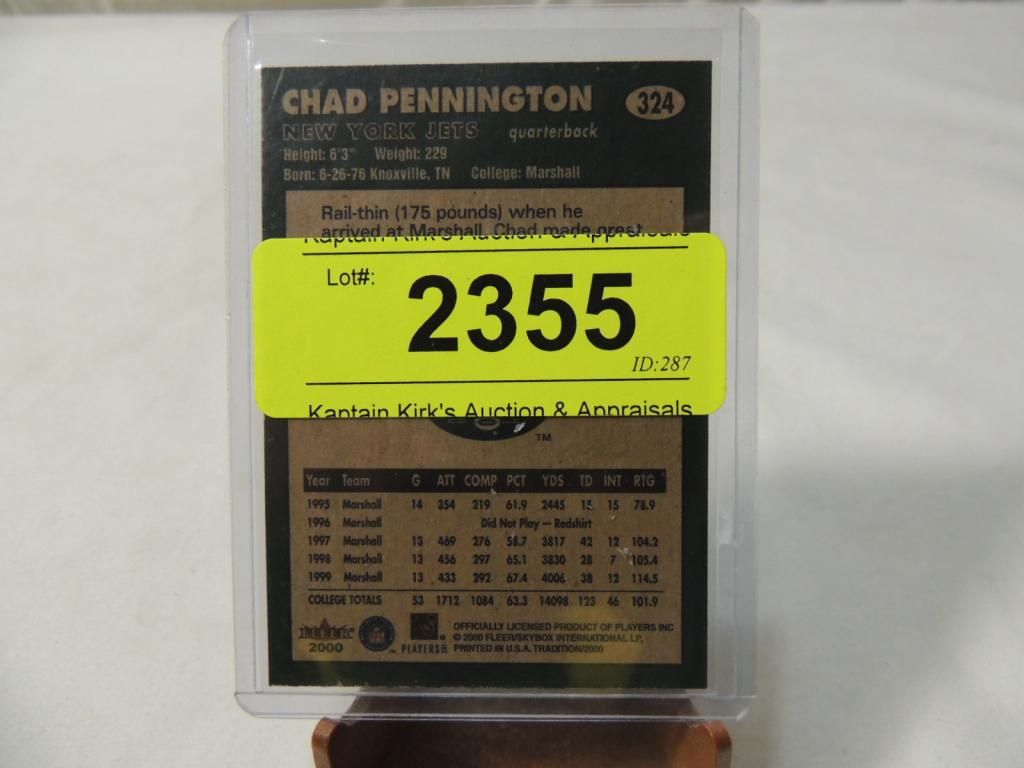 CHAD PENNINGTON 324
NEW YORK JETS quarterback
Height: 6'3" Weight: 229
Born: 6-26-76 Knoxville, TN College: Marshall
Rail-thin (175 pounds) when he
arrived at Marshall, Chad made great
Kaptain Kirk's Auction & Appraisals
Lot#: 2355
ID:287
Kaptain Kirk's Auction & Appraisals
TM
Year Team G ATT COMP PCT YDS TD INT RTG
1995 Marshall 14 354 219 61.9 2445 15 15 78.9
1996 Marshall Did Not Play — Redshirt
1997 Marshall 13 469 276 58.7 3817 42 12 104.2
1998 Marshall 13 456 297 65.1 3830 28 7 105.4
1999 Marshall 13 433 292 67.4 4006 38 12 114.5
COLLEGE TOTALS 53 1712 1084 63.3 14098 123 46 101.9
FLEER 2000
PLAYERS INC
OFFICIALLY LICENSED PRODUCT OF PLAYERS INC
© 2000 FLEER/SKYBOX INTERNATIONAL LP,
PRINTED IN U.S.A. TRADITION/2000